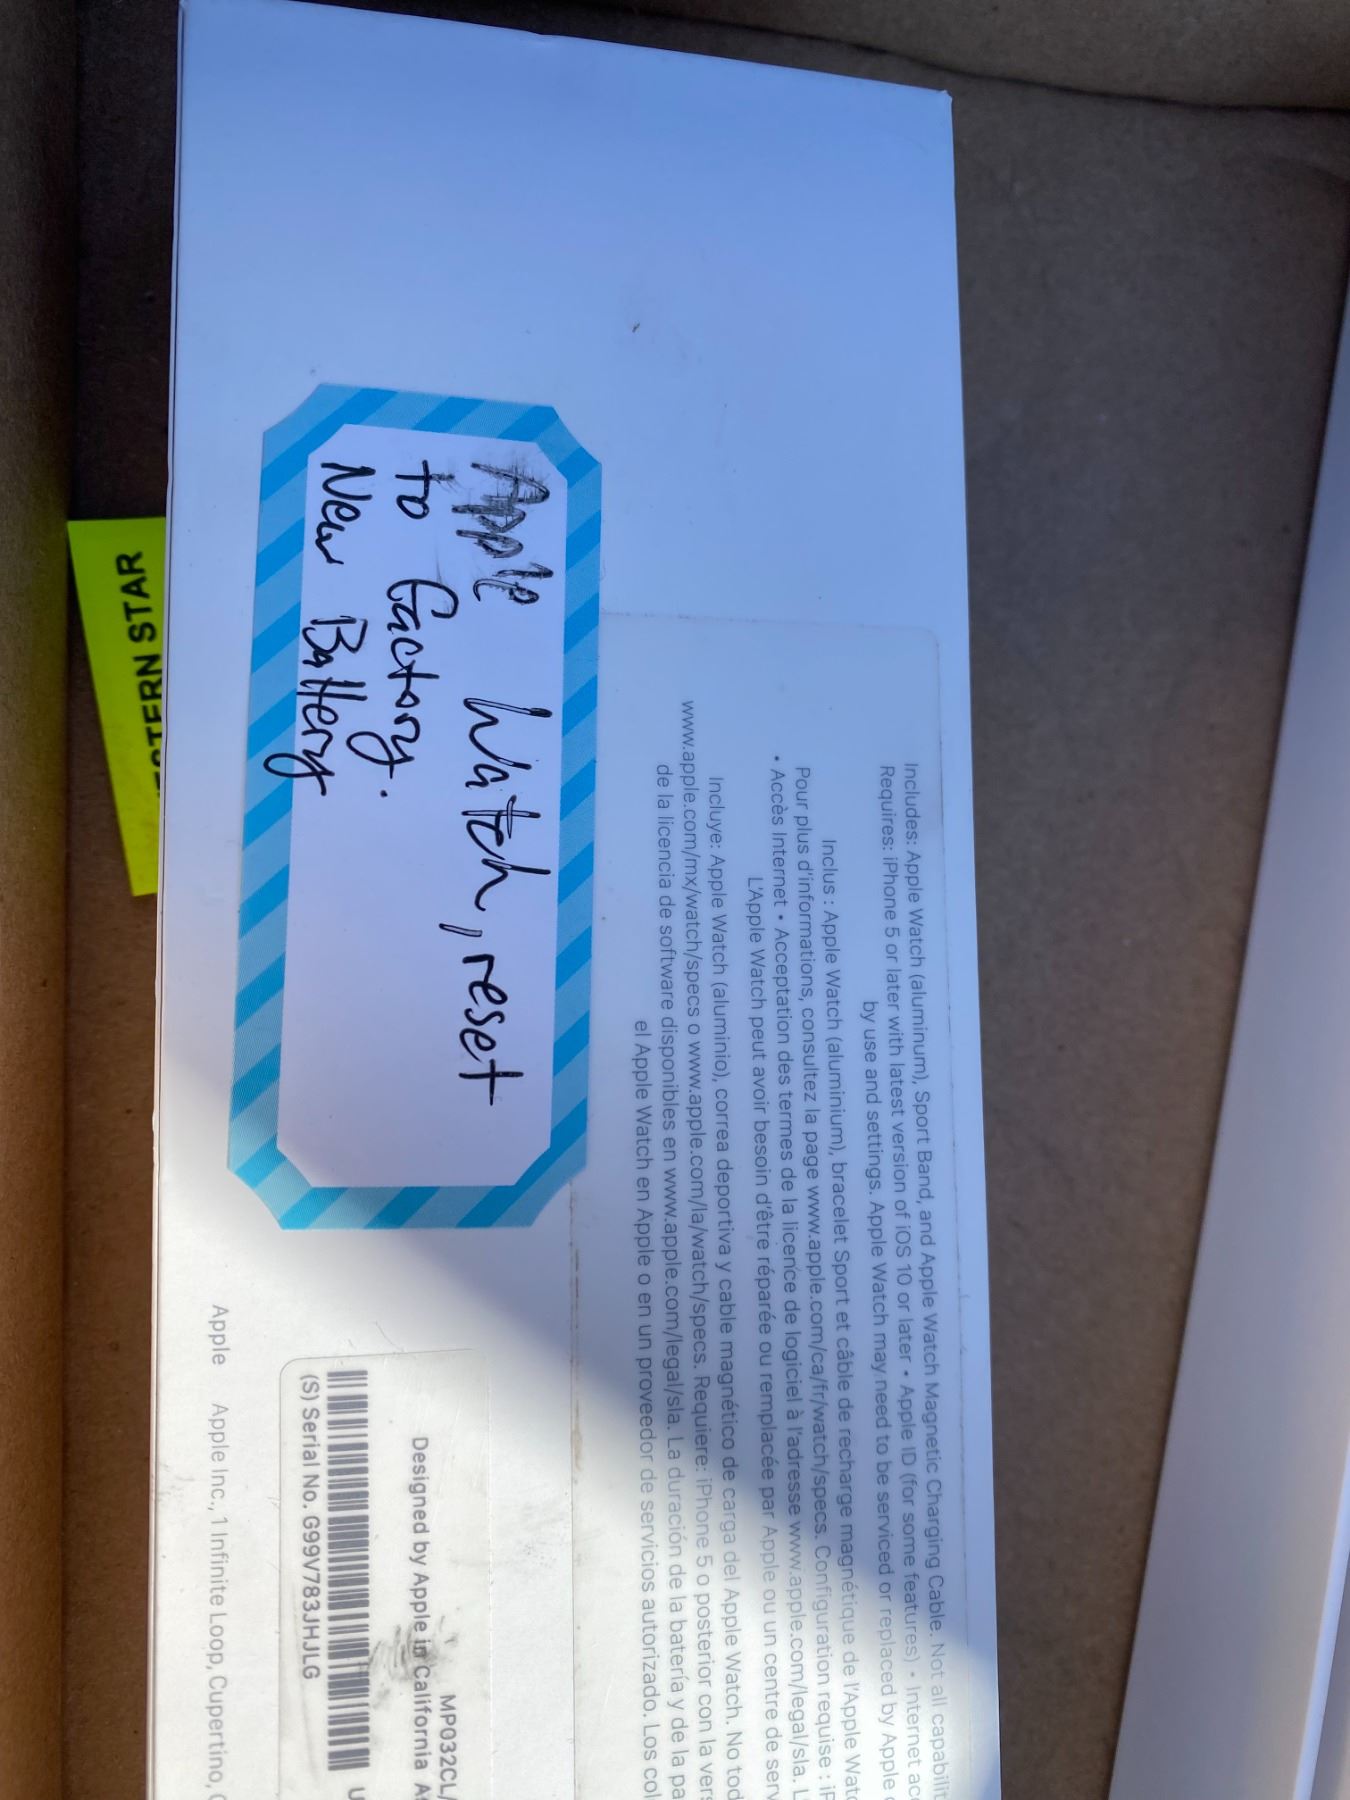 Apple Watch, reset
to factory.
New Battery
Includes: Apple Watch (aluminum), Sport Band, and Apple Watch Magnetic Charging Cable. Not all capabilit
Requires: iPhone 5 or later with latest version of iOS 10 or later • Apple ID (for some features) • Internet acc
by use and settings. Apple Watch may need to be serviced or replaced by Apple
Inclus : Apple Watch (aluminium), bracelet Sport et câble de recharge magnétique de l'Apple Watc
Pour plus d'informations, consultez la page www.apple.com/ca/fr/watch/specs. Configuration requise : iP
• Accès Internet • Acceptation des termes de la licence de logiciel à l'adresse www.apple.com/legal/sla. L'
L'Apple Watch peut avoir besoin d'être réparée ou remplacée par Apple ou un centre de serv
Incluye: Apple Watch (aluminio), correa deportiva y cable magnético de carga del Apple Watch. No tod
www.apple.com/mx/watch/specs o www.apple.com/la/watch/specs. Requiere: iPhone 5 o posterior con la vers
de la licencia de software disponibles en www.apple.com/legal/sla. La duración de la batería y de la pa
el Apple Watch en Apple o en un proveedor de servicios autorizado. Los col
MP032CL/
Designed by Apple in California As
(S) Serial No. G99V783JHJLG
Apple Apple Inc., 1 Infinite Loop, Cupertino, C
STERN STAR